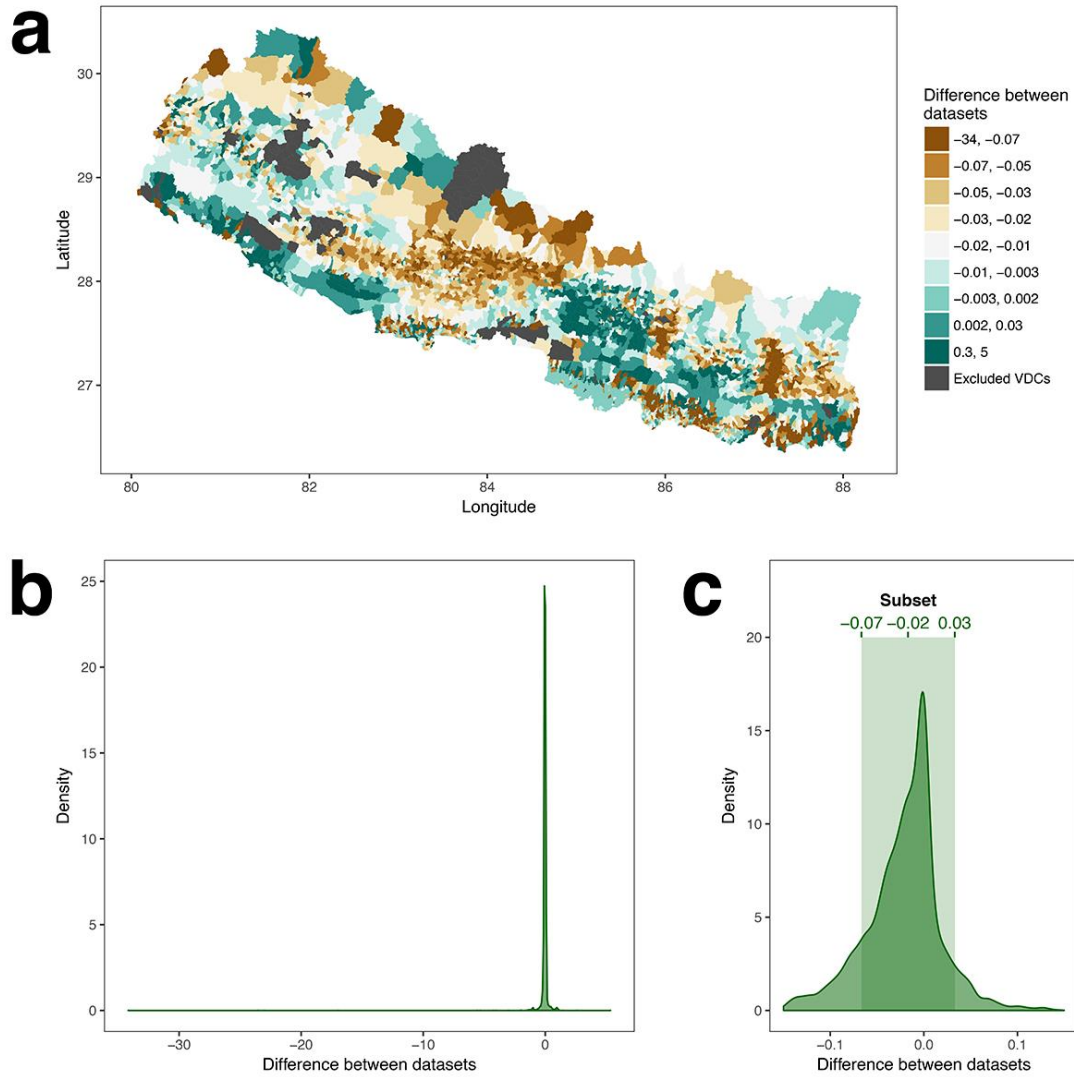 a
30
29
28
27
Latitude
80
82
84
86
88
Longitude
Difference between
datasets
−34, −0.07
−0.07, −0.05
−0.05, −0.03
−0.03, −0.02
−0.02, −0.01
−0.01, −0.003
−0.003, 0.002
0.002, 0.03
0.3, 5
Excluded VDCs
b
25
20
15
10
5
0
Density
−30
−20
−10
0
Difference between datasets
c
Subset
−0.07 −0.02 0.03
20
15
10
5
0
Density
−0.1
0.0
0.1
Difference between datasets